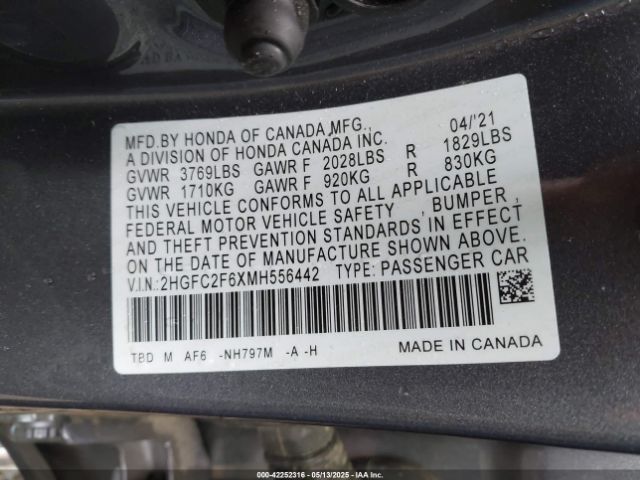 MFD.BY HONDA OF CANADA MFG., 04/'21
A DIVISION OF HONDA CANADA INC.
GVWR 3769LBS GAWR F 2028LBS R 1829LBS
GVWR 1710KG GAWR F 920KG R 830KG
THIS VEHICLE CONFORMS TO ALL APPLICABLE
FEDERAL MOTOR VEHICLE SAFETY , BUMPER ,
AND THEFT PREVENTION STANDARDS IN EFFECT
ON THE DATE OF MANUFACTURE SHOWN ABOVE.
V.I.N.: 2HGFC2F6XMH556442 TYPE: PASSENGER CAR
TBD M AF6 -NH797M -A -H MADE IN CANADA
000-42252316 | 05/13/2025 | IAAI.COM